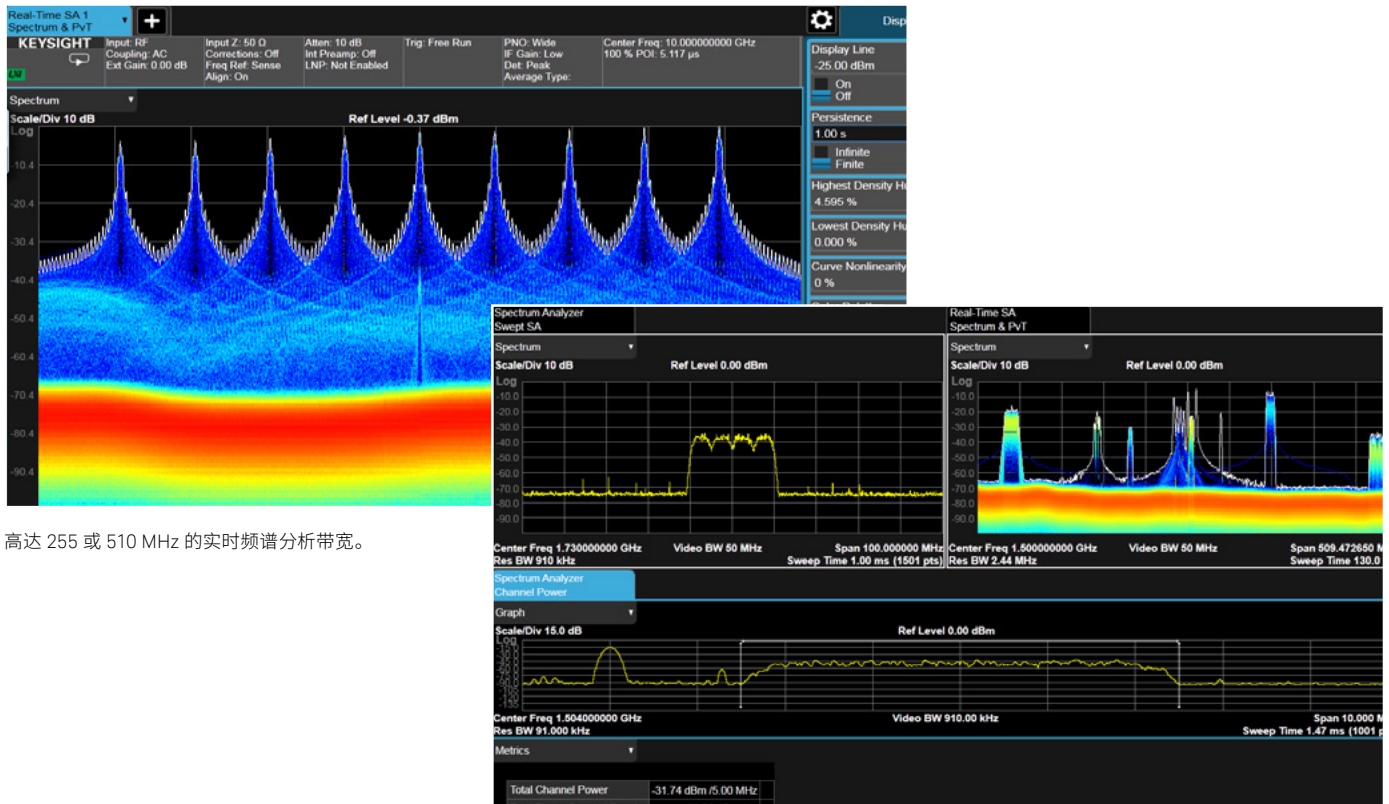 Real-Time SA 1
Spectrum & PvT
KEYSIGHT
LXI
Input: RF
Coupling: AC
Ext Gain: 0.00 dB
Input Z: 50 Ω
Corrections: Off
Freq Ref: Sense
Align: On
Atten: 10 dB
Int Preamp: Off
LNP: Not Enabled
Trig: Free Run
PNO: Wide
IF Gain: Low
Det: Peak
Average Type:
Center Freq: 10.000000000 GHz
100 % POI: 5.117 µs
Disp
Display Line
-25.00 dBm
On
Off
Persistence
1.00 s
Infinite
Finite
Highest Density Hu
4.595 %
Lowest Density Hu
0.000 %
Curve Nonlinearity
0 %
Spectrum
Scale/Div 10 dB
Ref Level -0.37 dBm
Log
-10.4
-20.4
-30.4
-40.4
-50.4
-60.4
-70.4
-80.4
-90.4
高达 255 或 510 MHz 的实时频谱分析带宽。
Spectrum Analyzer
Swept SA
Spectrum
Scale/Div 10 dB
Ref Level 0.00 dBm
Log
-10.0
-20.0
-30.0
-40.0
-50.0
-60.0
-70.0
-80.0
-90.0
Center Freq 1.730000000 GHz
Video BW 50 MHz
Span 100.000000 MHz
Res BW 910 kHz
Sweep Time 1.00 ms (1501 pts)
Real-Time SA
Spectrum & PvT
Spectrum
Scale/Div 10 dB
Ref Level 0.00 dBm
Log
-10.0
-20.0
-30.0
-40.0
-50.0
-60.0
-70.0
-80.0
-90.0
Center Freq 1.500000000 GHz
Video BW 50 MHz
Span 509.472650 M
Res BW 2.44 MHz
Sweep Time 130.0
Spectrum Analyzer
Channel Power
Graph
Scale/Div 15.0 dB
Ref Level 0.00 dBm
Log
-15.0
-30.0
-135
Center Freq 1.504000000 GHz
Video BW 910.00 kHz
Span 10.000 M
Res BW 91.000 kHz
Sweep Time 1.47 ms (1001 p
Metrics
Total Channel Power
-31.74 dBm /5.00 MHz